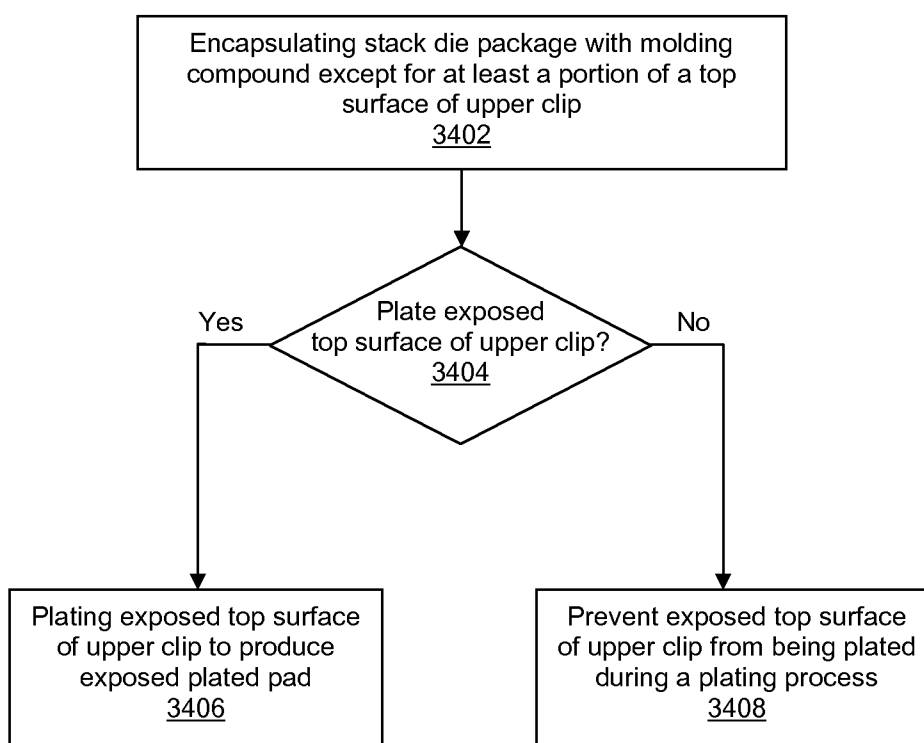 Encapsulating stack die package with molding
compound except for at least a portion of a top
surface of upper clip
3402
Plate exposed
top surface of upper clip?
3404
Yes
No
Plating exposed top surface
of upper clip to produce
exposed plated pad
3406
Prevent exposed top surface
of upper clip from being plated
during a plating process
3408